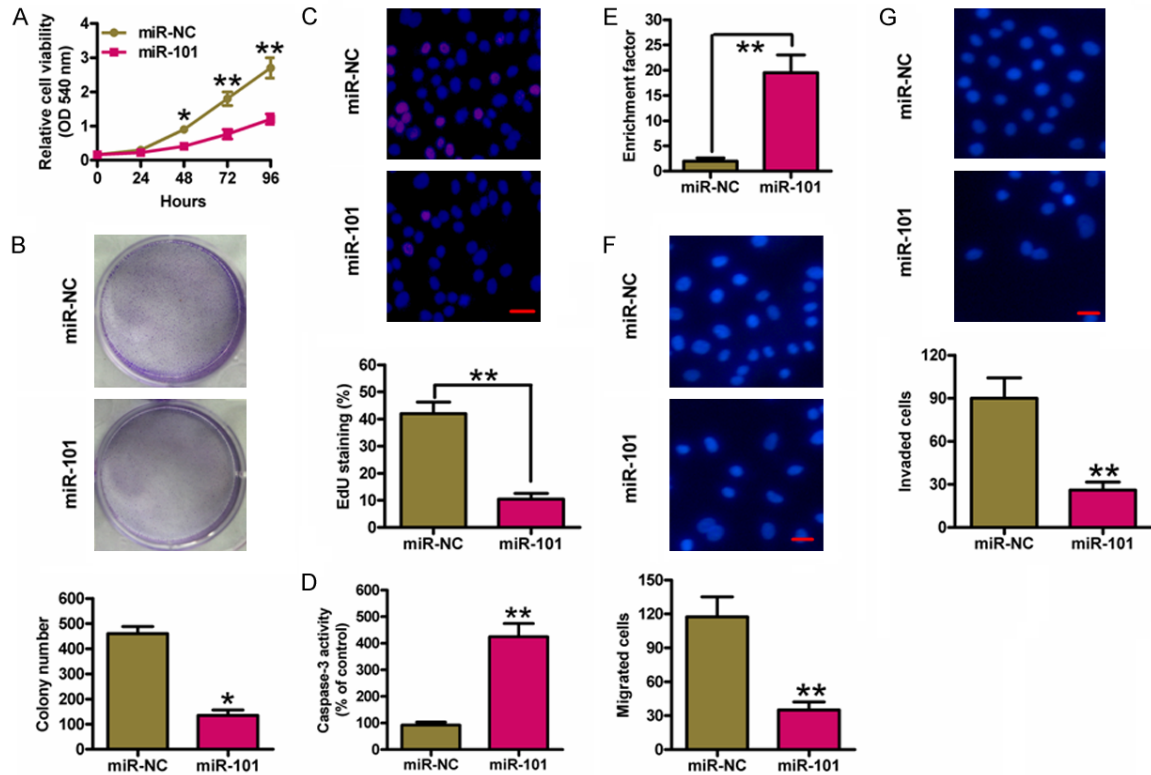 A
Relative cell viability
(OD 540 nm)
4
3
2
1
0
miR-NC
miR-101
*
**
**
0 24 48 72 96
Hours
B
miR-NC
miR-101
Colony number
600
500
400
300
200
100
0
*
miR-NC miR-101
C
miR-NC
miR-101
EdU staining (%)
60
50
40
30
20
10
0
**
miR-NC miR-101
D
Caspase-3 activity
(% of control)
600
500
400
300
200
100
0
**
miR-NC miR-101
E
Enrichment factor
30
25
20
15
10
5
0
**
miR-NC miR-101
F
miR-NC
miR-101
Migrated cells
150
120
90
60
30
0
**
miR-NC miR-101
G
miR-NC
miR-101
Invaded cells
120
90
60
30
0
**
miR-NC miR-101